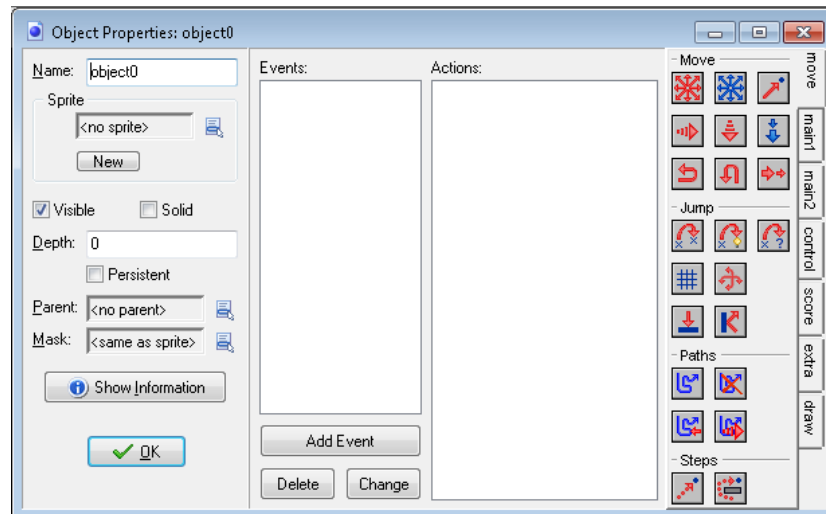 Object Properties: object0
Name: object0
Sprite
<no sprite>
New
Visible
Solid
Depth: 0
Persistent
Parent: <no parent>
Mask: <same as sprite>
Show Information
OK
Events:
Add Event
Delete
Change
Actions:
Move
Jump
Paths
Steps
move
main1
main2
control
score
extra
draw